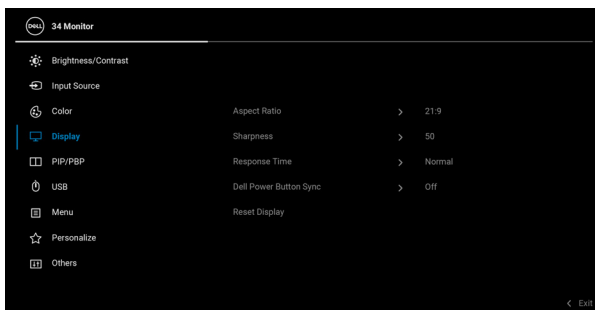 DELL 34 Monitor
Brightness/Contrast
Input Source
Color Aspect Ratio > 21:9
Display Sharpness > 50
PIP/PBP Response Time > Normal
USB Dell Power Button Sync > Off
Menu Reset Display
Personalize
Others
< Exit